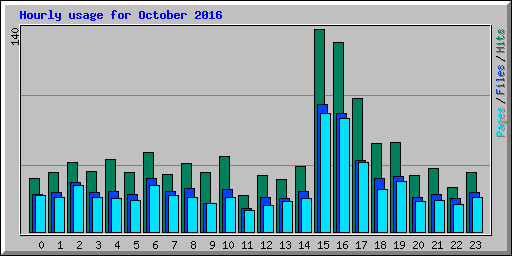 Hourly usage for October 2016
140
Pages / Files / Hits
0 1 2 3 4 5 6 7 8 9 10 11 12 13 14 15 16 17 18 19 20 21 22 23